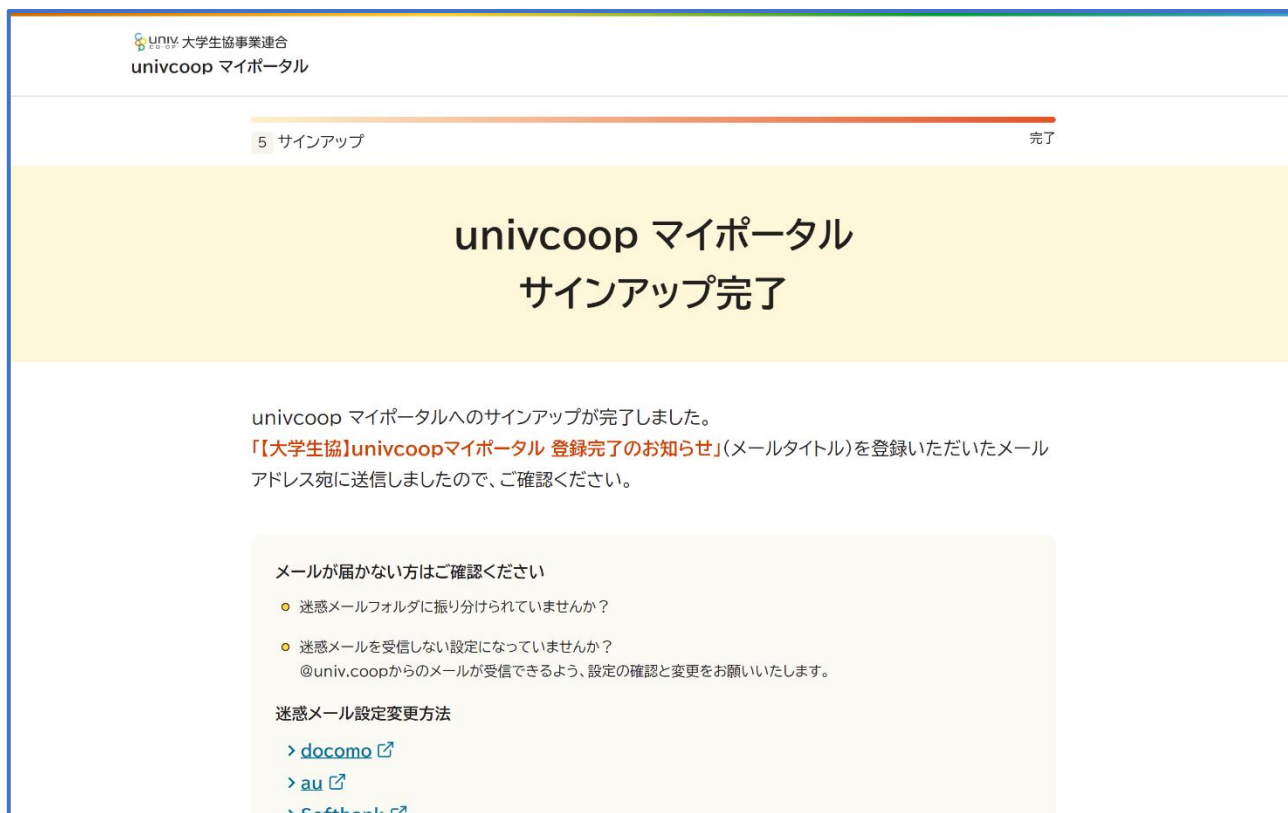 univ. 大学生協事業連合
CO-OP
univcoop マイポータル
5 サインアップ
完了
univcoop マイポータル
サインアップ完了
univcoop マイポータルへのサインアップが完了しました。
「【大学生協】univcoopマイポータル 登録完了のお知らせ」(メールタイトル)を登録いただいたメール
アドレス宛に送信しましたので、ご確認ください。
メールが届かない方はご確認ください
迷惑メールフォルダに振り分けられていませんか？
迷惑メールを受信しない設定になっていませんか？
@univ.coopからのメールが受信できるよう、設定の確認と変更をお願いいたします。
迷惑メール設定変更方法
docomo
au
Softbank